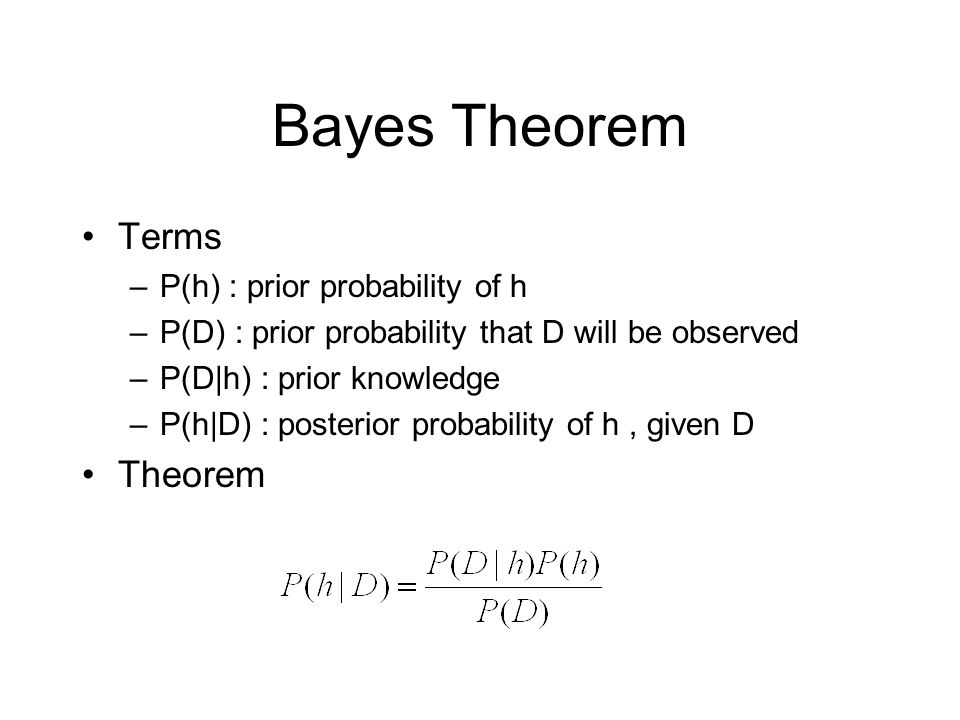 Bayes Theorem
• Terms
– P(h) : prior probability of h
– P(D) : prior probability that D will be observed
– P(D|h) : prior knowledge
– P(h|D) : posterior probability of h , given D
• Theorem
P(h | D) = P(D | h)P(h) / P(D)